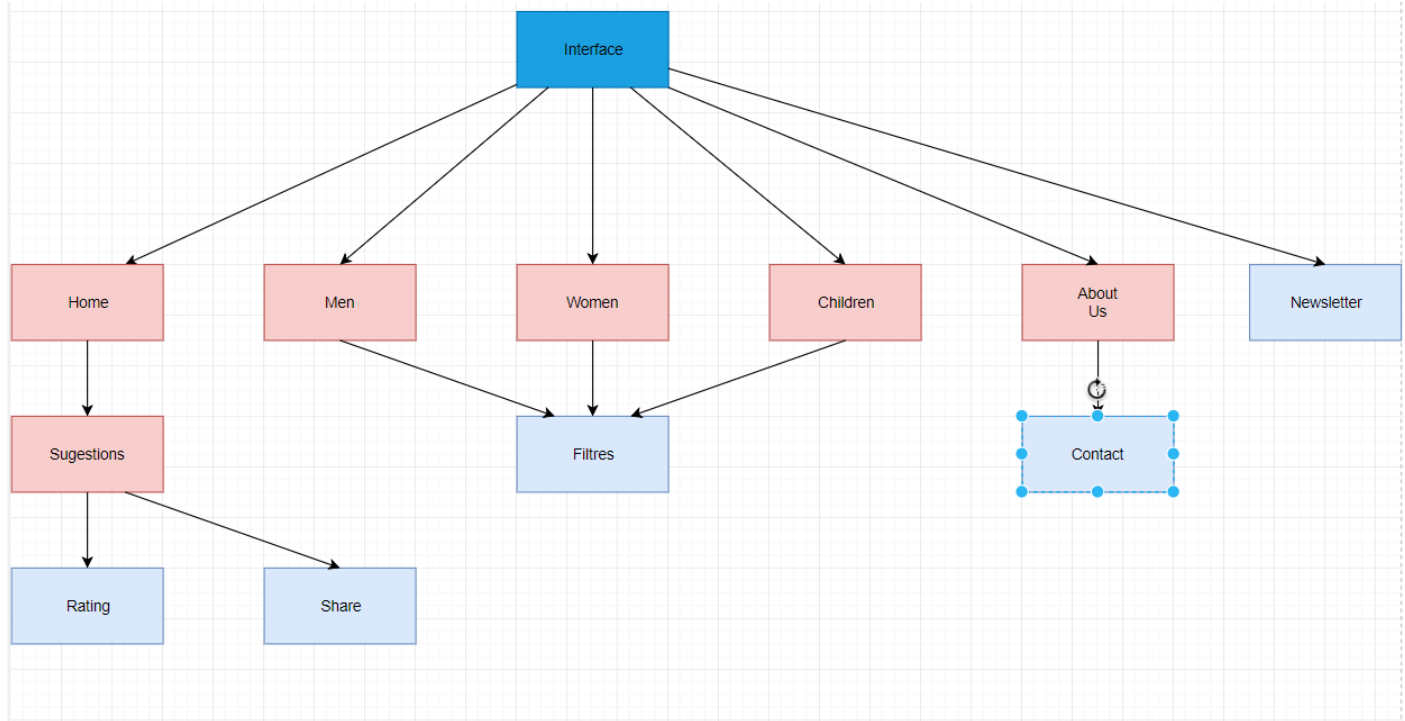 Interface
Home
Men
Women
Children
About
Us
Newsletter
Sugestions
Filtres
Contact
Rating
Share